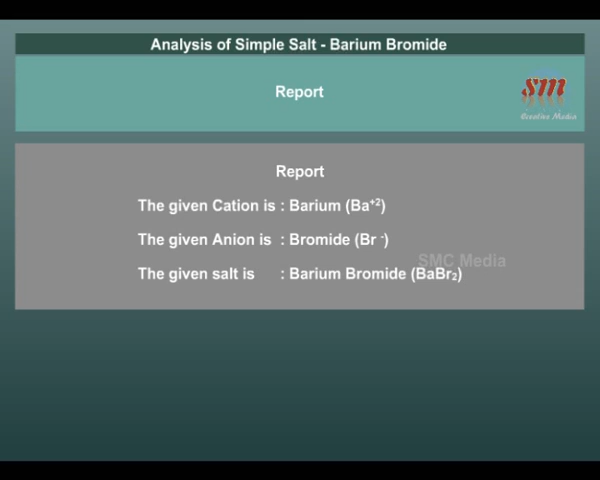 Analysis of Simple Salt - Barium Bromide
Report
sm
Creative Media
Report
The given Cation is : Barium (Ba⁺²)
The given Anion is : Bromide (Br ⁻)
SMC Media
The given salt is : Barium Bromide (BaBr₂)